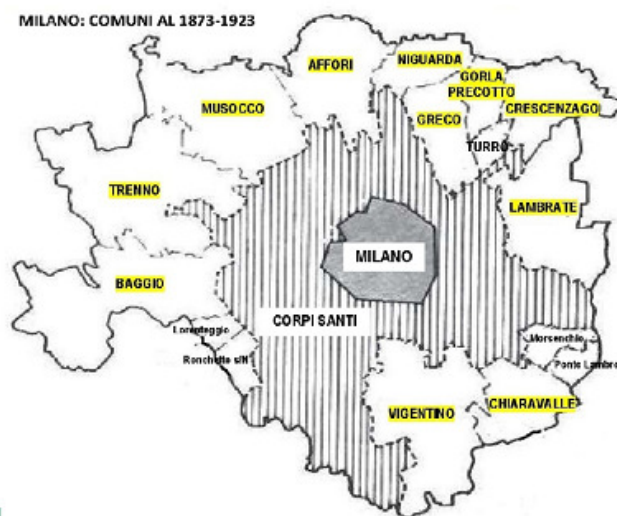 MILANO: COMUNI AL 1873-1923
AFFORI
NIGUARDA
GORLA
PRECOTTO
MUSOCCO
GRECO
CRESCENZAGO
TURRO
TRENNO
LAMBRATE
MILANO
BAGGIO
CORPI SANTI
Lorenteggio
Ronchetto s/N
Morsenchio
Ponte Lambro
VIGENTINO
CHIARAVALLE